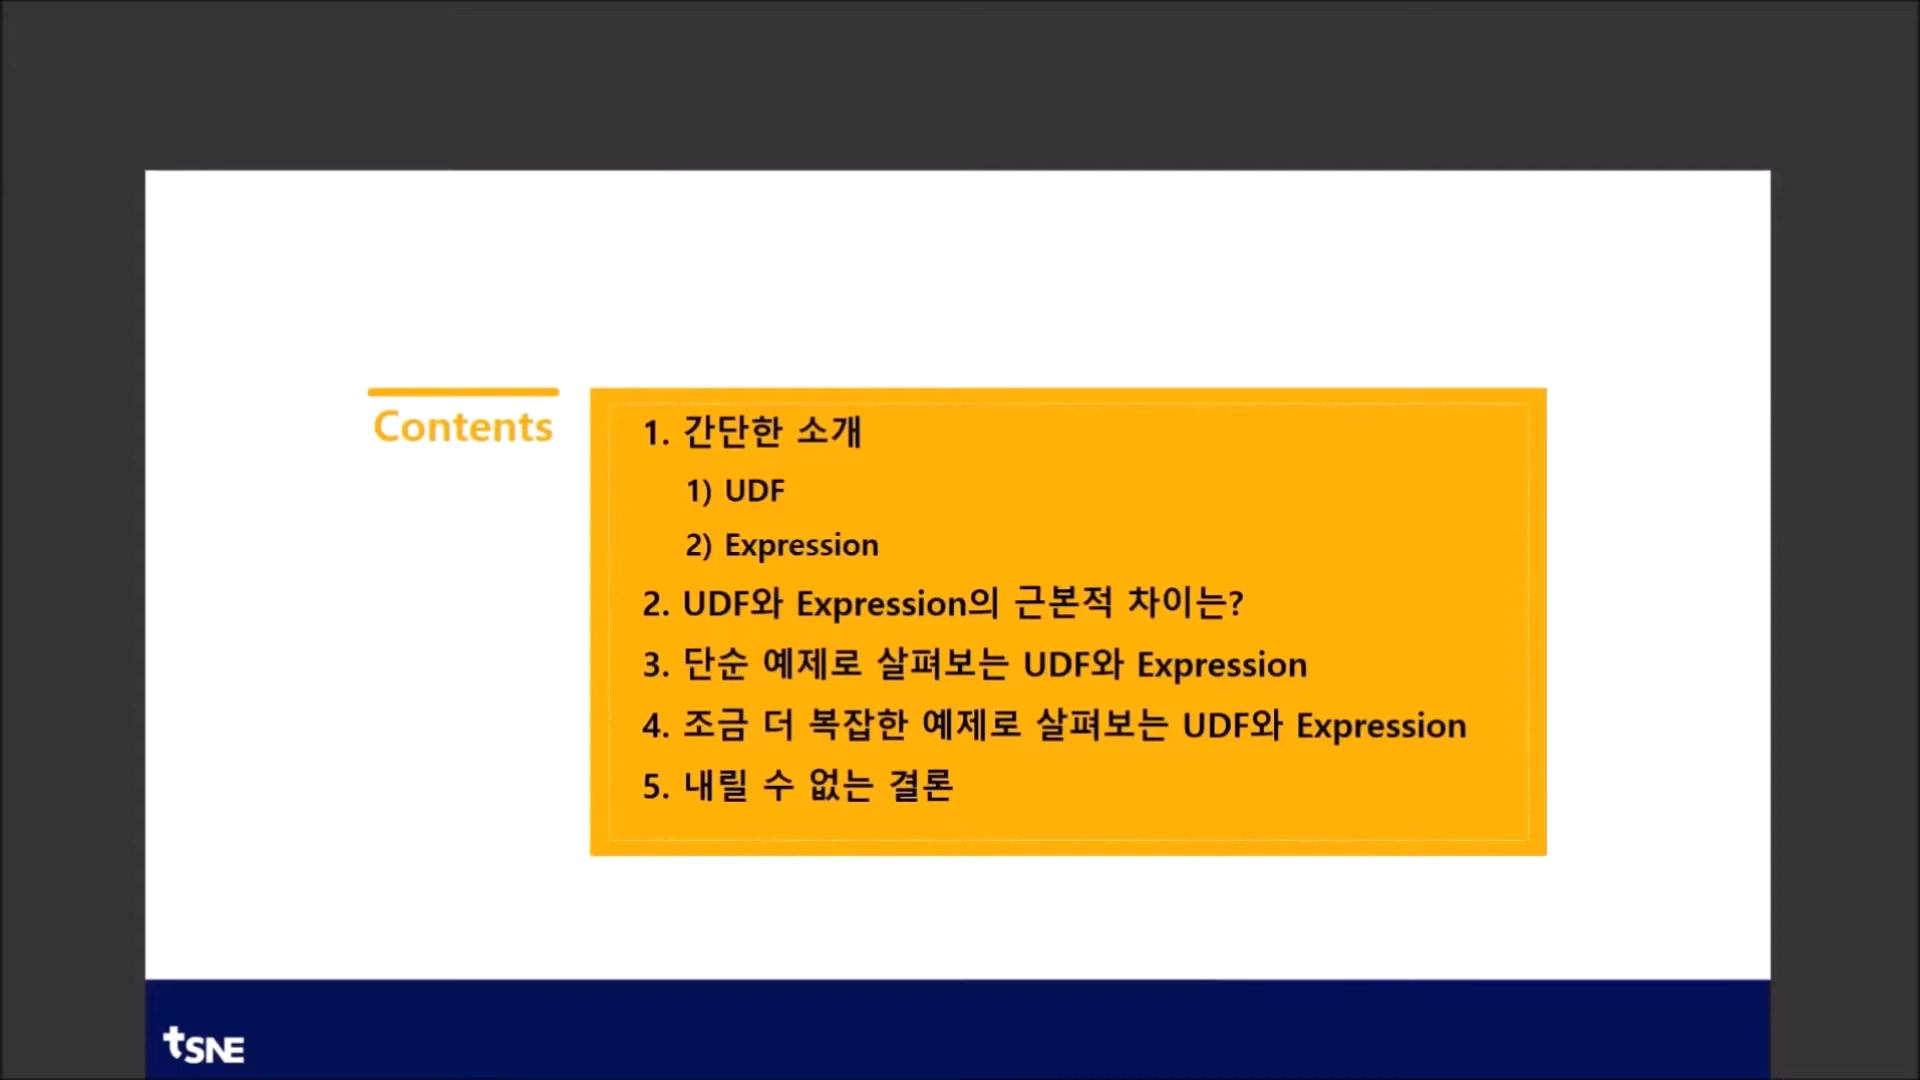 Contents
1. 간단한 소개
1) UDF
2) Expression
2. UDF와 Expression의 근본적 차이는?
3. 단순 예제로 살펴보는 UDF와 Expression
4. 조금 더 복잡한 예제로 살펴보는 UDF와 Expression
5. 내릴 수 없는 결론
tSNE